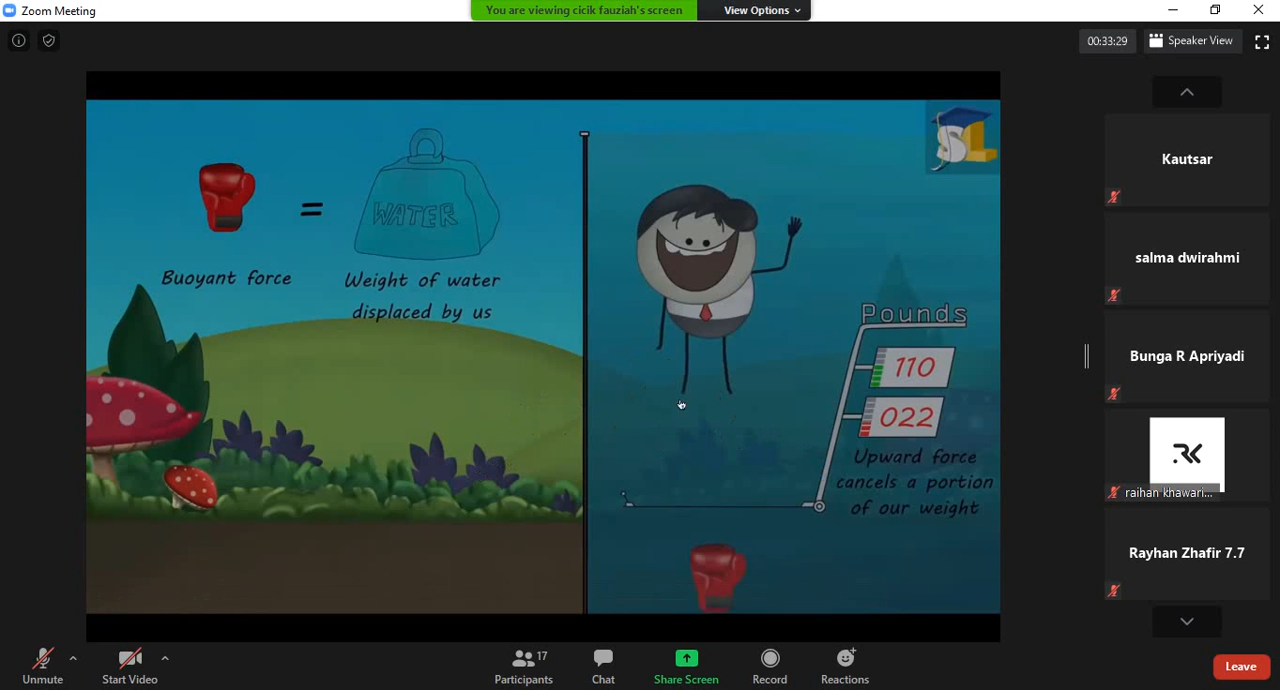 Zoom Meeting
You are viewing cicik fauziah's screen
View Options
00:33:29
Speaker View
WATER
=
Buoyant force
Weight of water
displaced by us
SL
Pounds
110
022
Upward force
cancels a portion
of our weight
Kautsar
salma dwirahmi
Bunga R Apriyadi
RK
raihan khawari...
Rayhan Zhafir 7.7
Unmute
Start Video
17
Participants
Chat
Share Screen
Record
Reactions
Leave